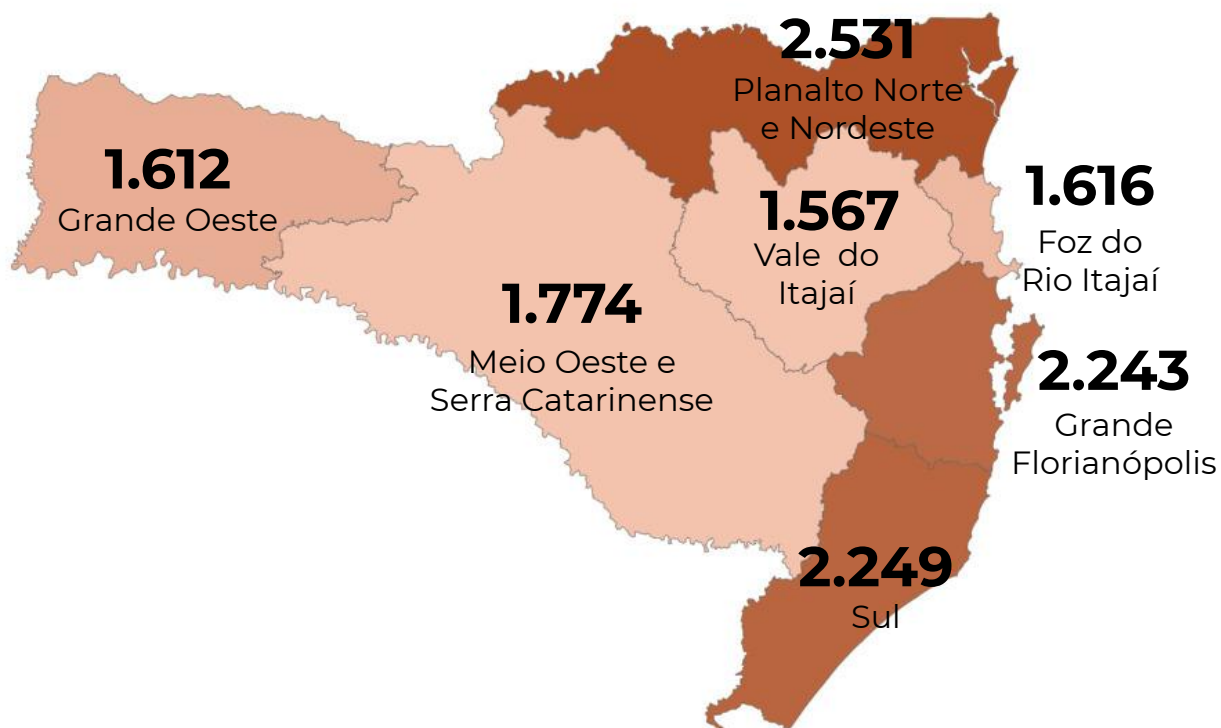 2.531
Planalto Norte
e Nordeste
1.612
Grande Oeste
1.567
Vale do
Itajaí
1.616
Foz do
Rio Itajaí
1.774
Meio Oeste e
Serra Catarinense
2.243
Grande
Florianópolis
2.249
Sul